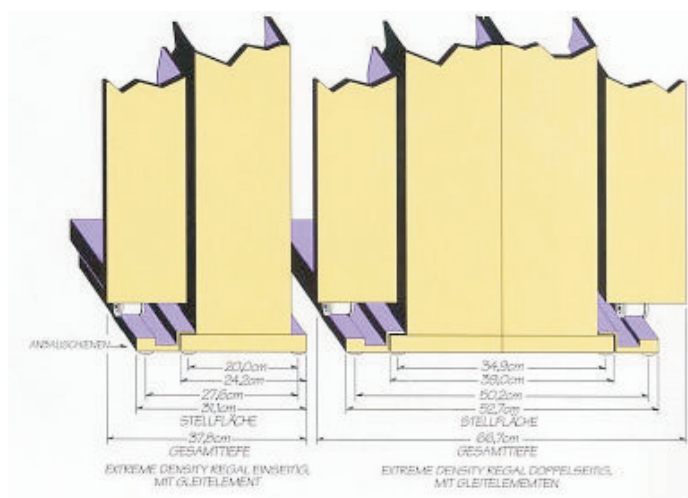 ANBAUSCHIENEN
20,0cm
24,2cm
27,6cm
31,1cm
STELLFLÄCHE
37,8cm
GESAMTTIEFE
EXTREME DENSITY REGAL EINSEITIG,
MIT GLEITELEMENT
34,9cm
39,0cm
50,2cm
52,7cm
STELLFLÄCHE
66,7cm
GESAMTTIEFE
EXTREME DENSITY REGAL DOPPELSEITIG,
MIT GLEITELEMEMTEN